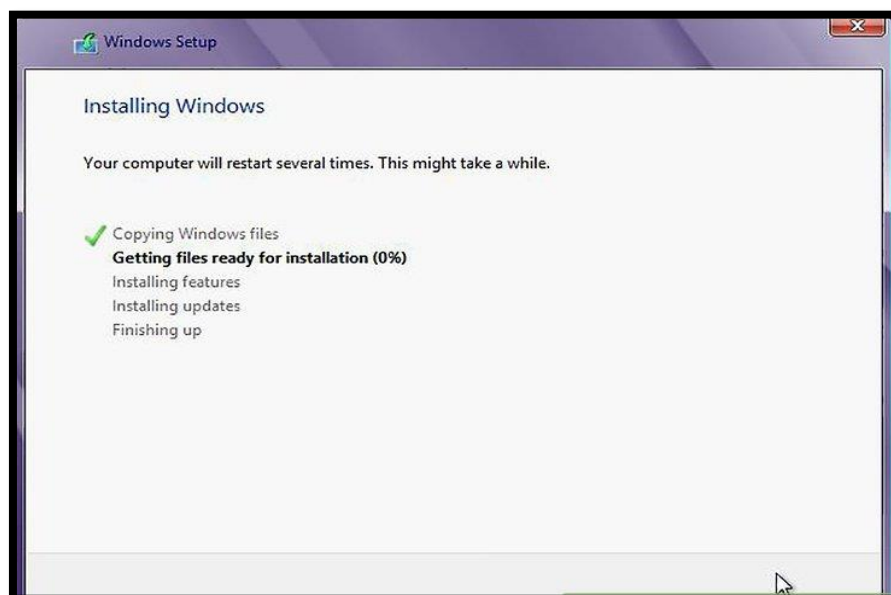 Windows Setup
Installing Windows
Your computer will restart several times. This might take a while.
Copying Windows files
Getting files ready for installation (0%)
Installing features
Installing updates
Finishing up